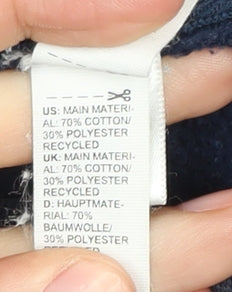 US: MAIN MATERI-
AL: 70% COTTON/
30% POLYESTER
RECYCLED
UK: MAIN MATERI-
AL: 70% COTTON/
30% POLYESTER
RECYCLED
D: HAUPTMATE-
RIAL: 70%
BAUMWOLLE/
30% POLYESTER